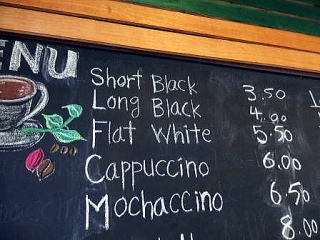 MENU
Short Black 3.50
Long Black 4.00
Flat White 5.50
Cappuccino 6.00
Mochaccino 6.50
8.00